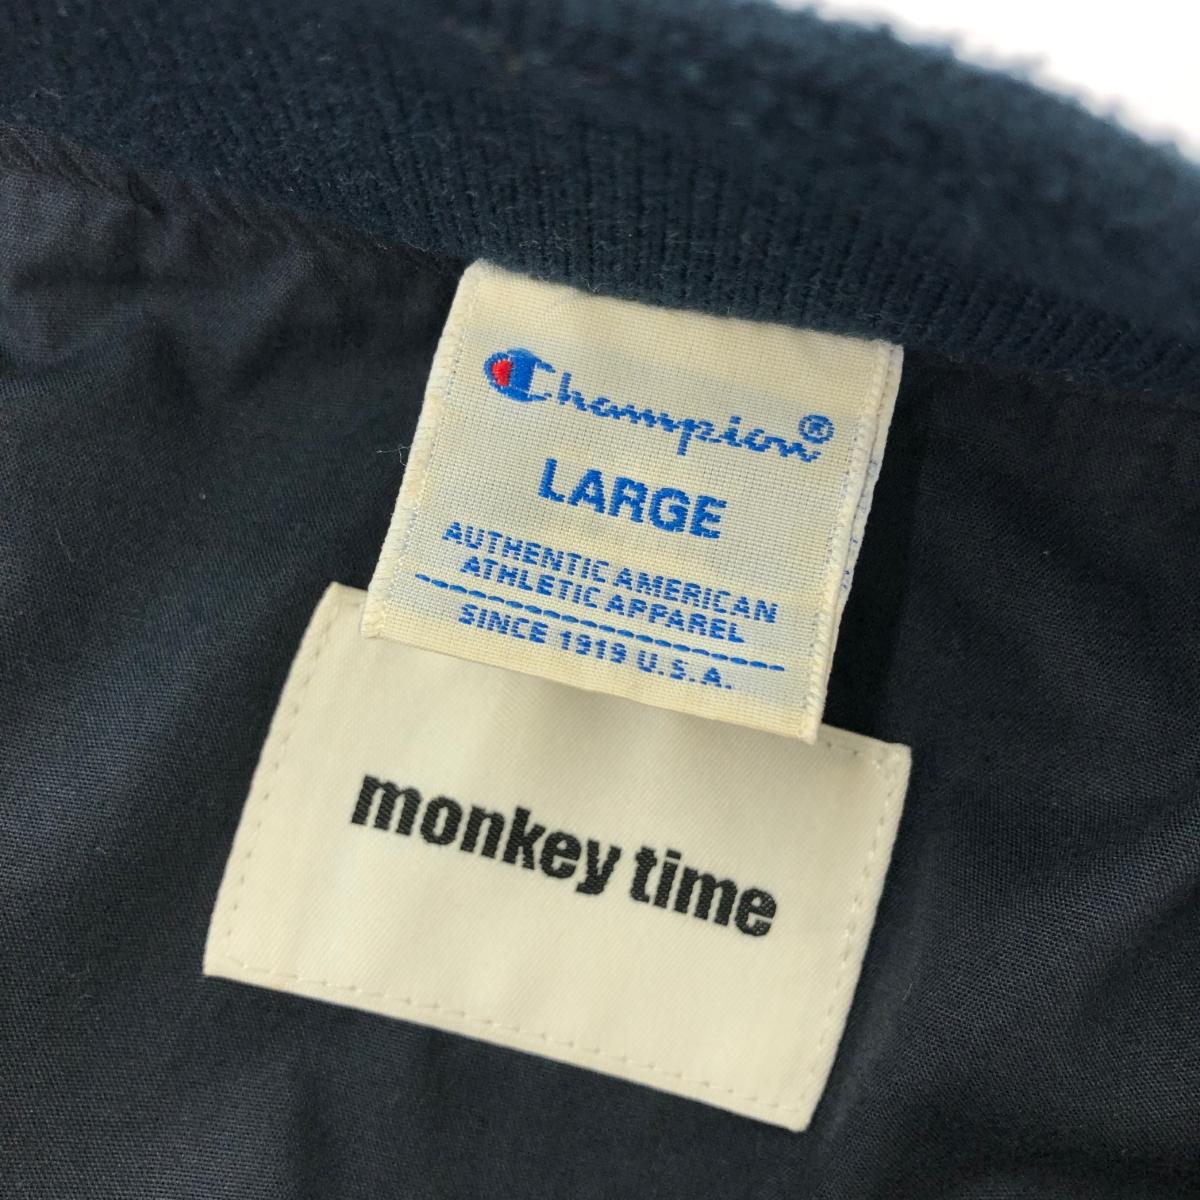 Champion®
LARGE
AUTHENTIC AMERICAN
ATHLETIC APPAREL
SINCE 1919 U.S.A.
monkey time